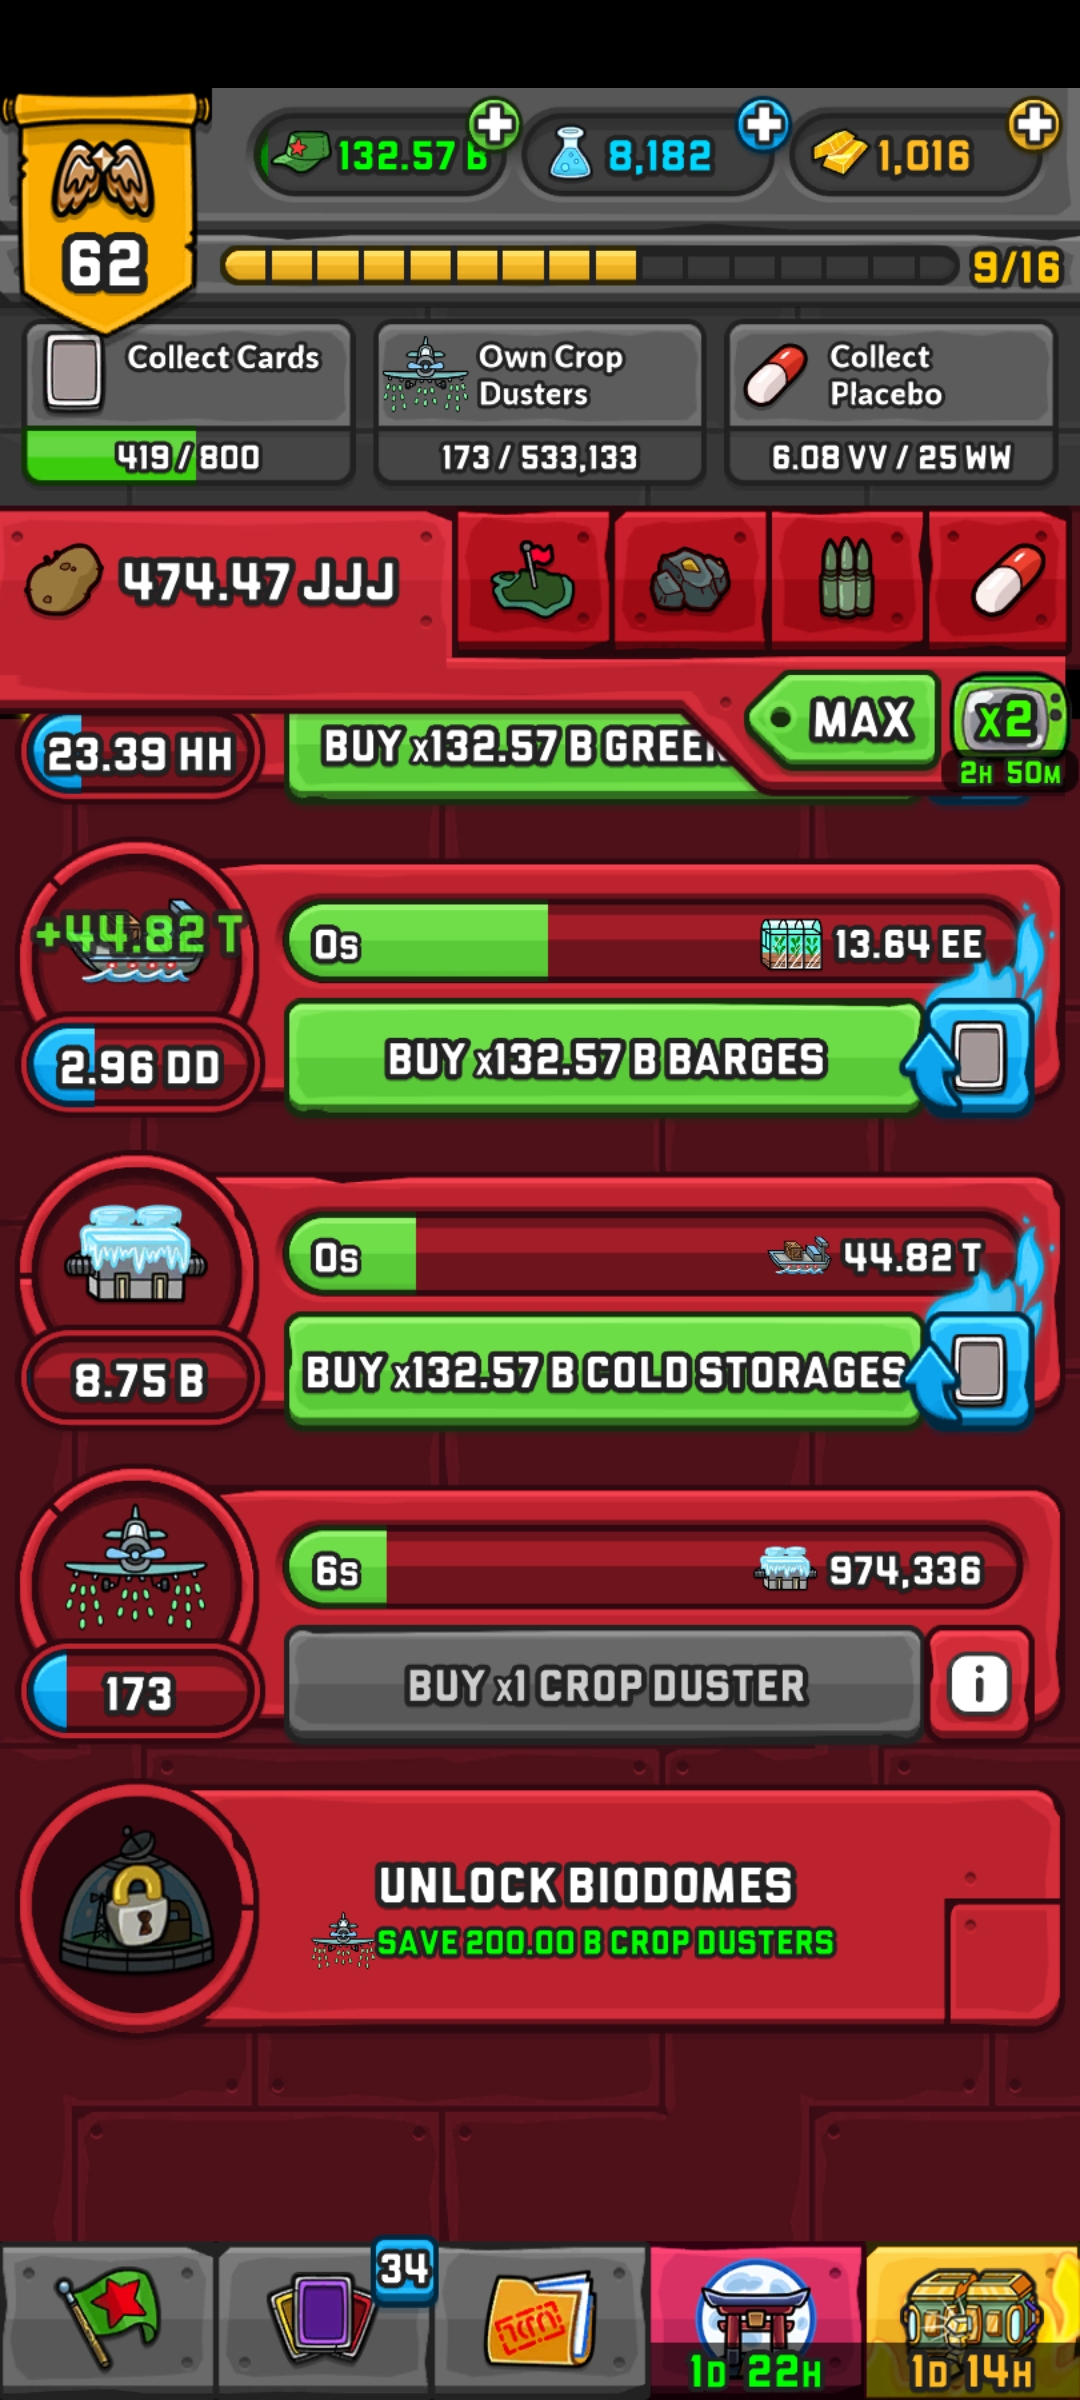 132.57 B
8,182
1,016
62
9/16
Collect Cards
419 / 800
Own Crop
Dusters
173 / 533,133
Collect
Placebo
6.08 VV / 25 WW
474.47 JJJ
MAX
x2
2H 50M
23.39 HH
BUY x132.57 B
+44.82 T
0s
13.64 EE
2.96 DD
BUY x132.57 B BARGES
0s
44.82 T
8.75 B
BUY x132.57 B COLD STORAGES
6s
974,336
173
BUY x1 CROP DUSTER
i
UNLOCK BIODOMES
SAVE 200.00 B CROP DUSTERS
34
1D 22H
1D 14H